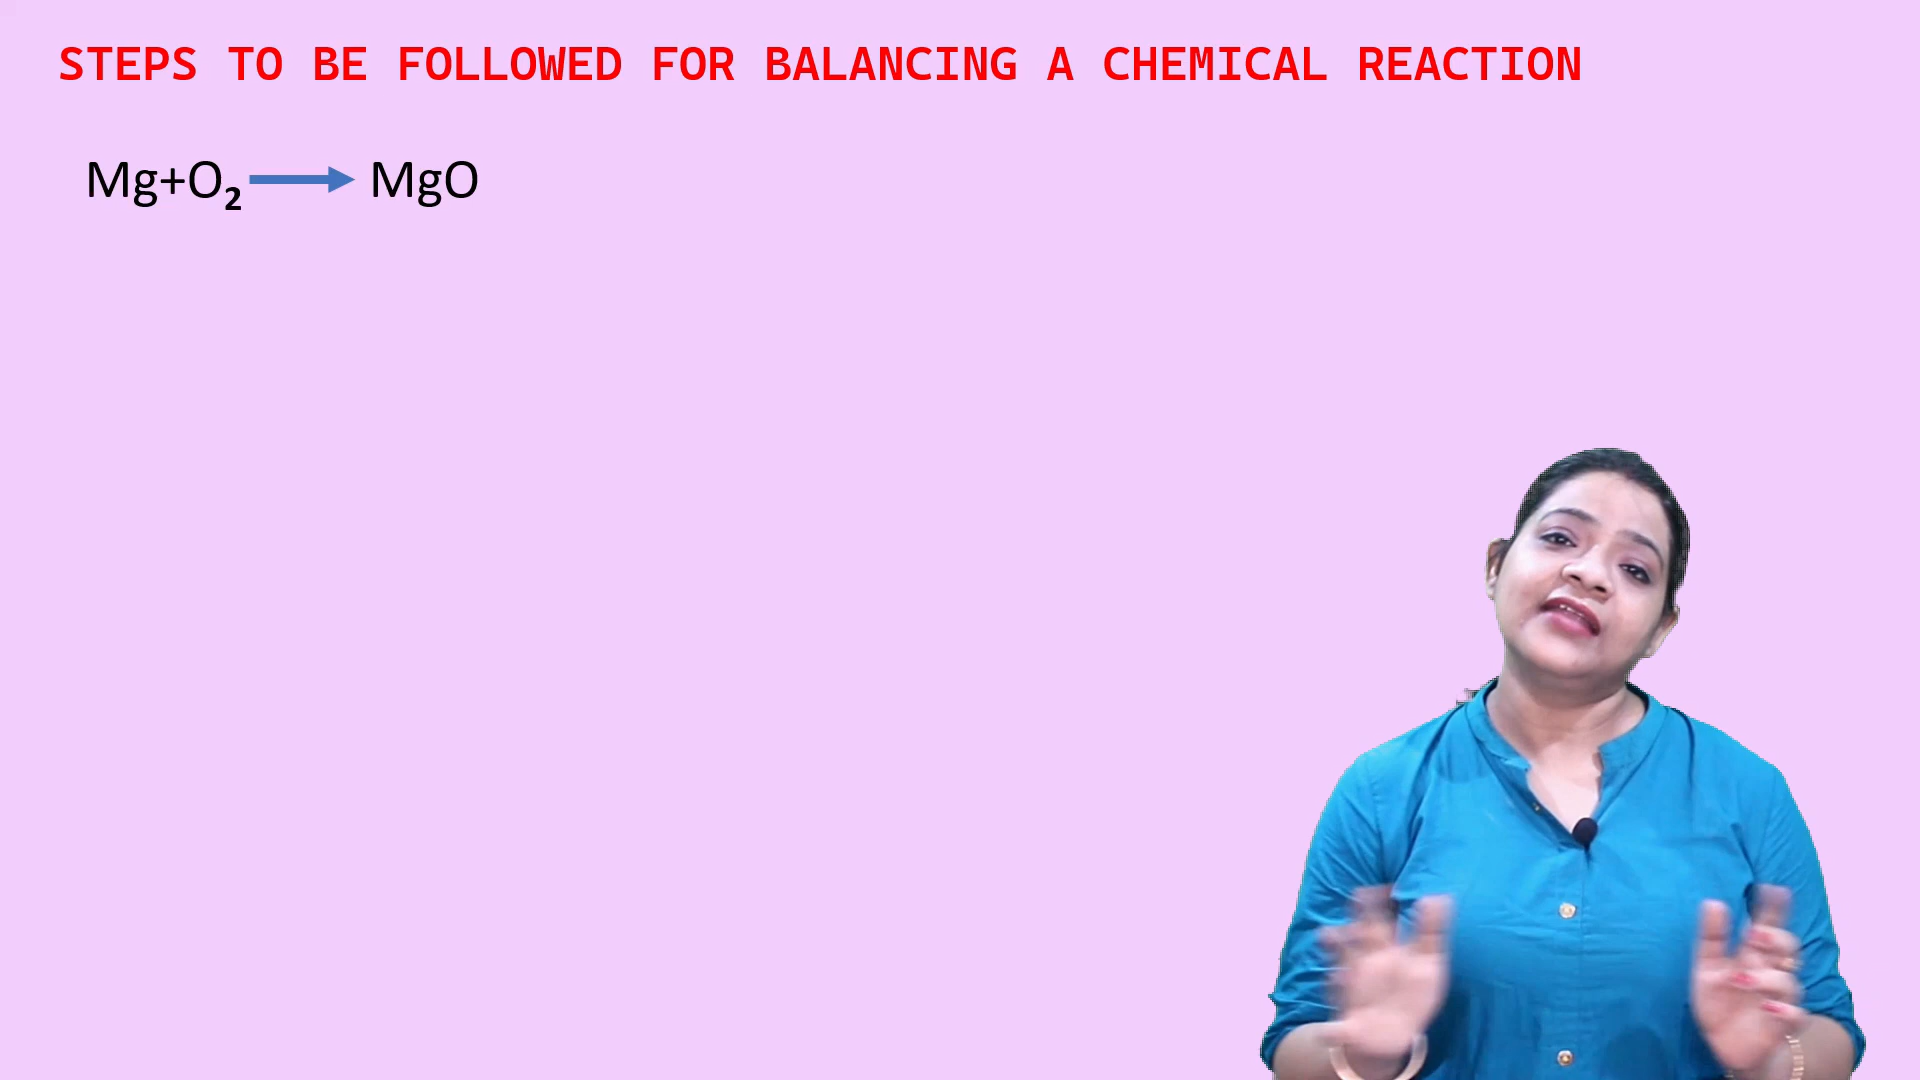 STEPS TO BE FOLLOWED FOR BALANCING A CHEMICAL REACTION
Mg+O₂ → MgO